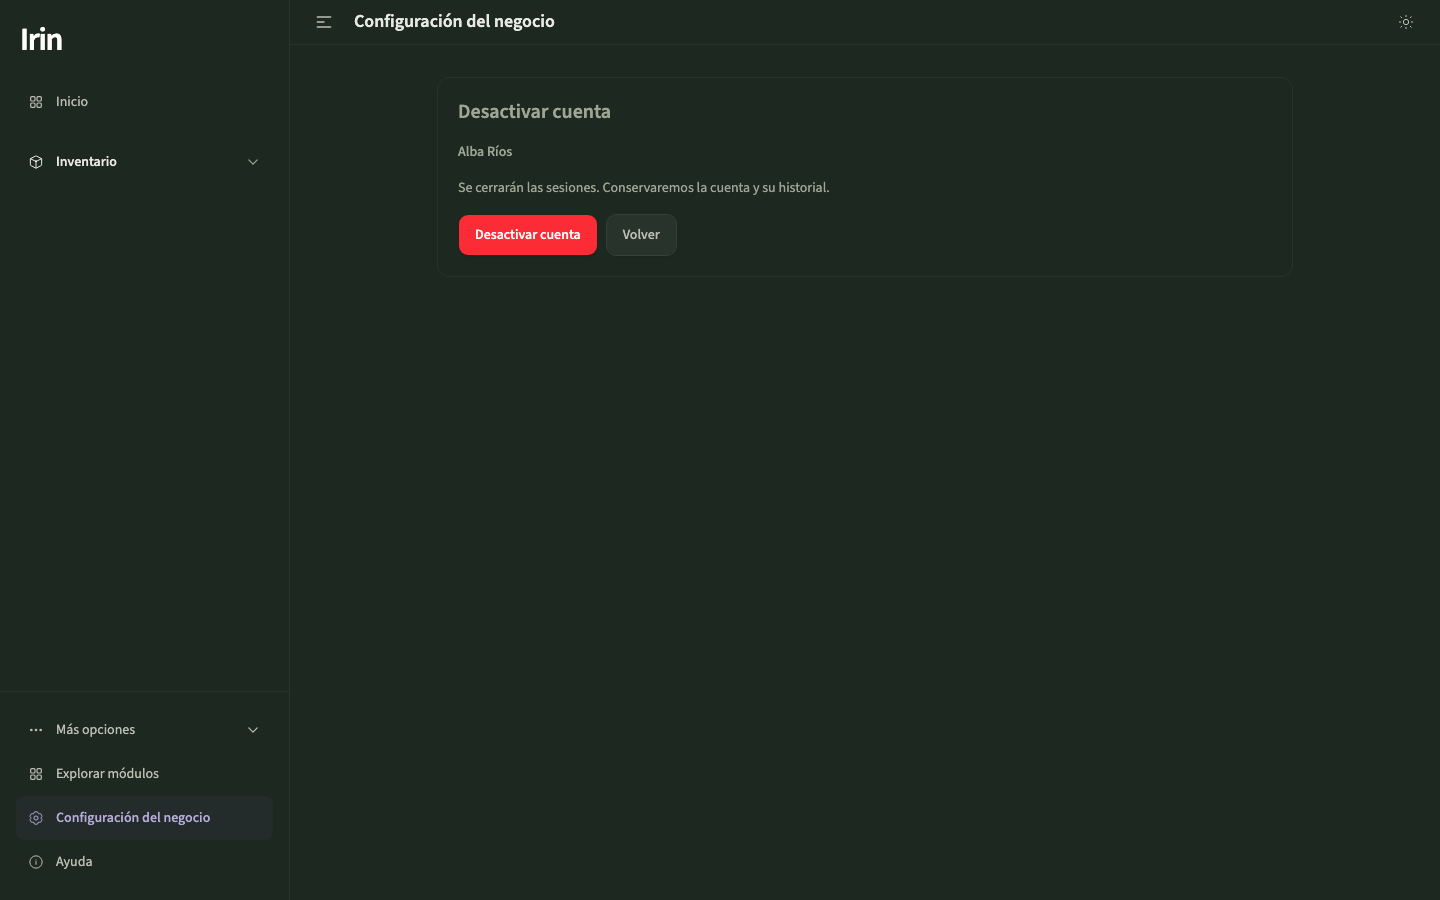 Irin
Configuración del negocio
Inicio
Inventario
Desactivar cuenta
Alba Ríos
Se cerrarán las sesiones. Conservaremos la cuenta y su historial.
Desactivar cuenta
Volver
Más opciones
Explorar módulos
Configuración del negocio
Ayuda